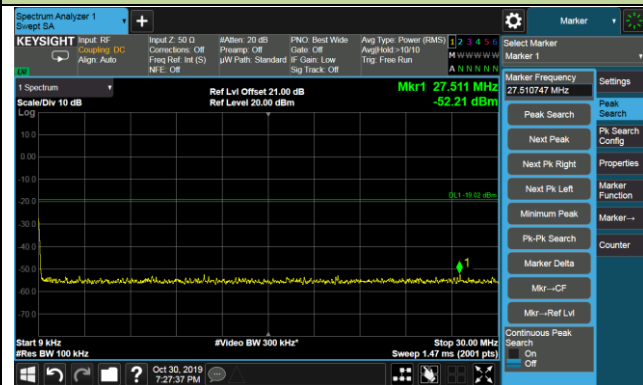 Spectrum Analyzer 1
Swept SA
+
Marker
KEYSIGHT
Input: RF
Coupling: DC
Align: Auto
Input Z: 50 Ω
Corrections: Off
Freq Ref: Int (S)
NFE: Off
#Atten: 20 dB
Preamp: Off
µW Path: Standard
PNO: Best Wide
Gate: Off
IF Gain: Low
Sig Track: Off
Avg Type: Power (RMS)
Avg|Hold:>10/10
Trig: Free Run
1 2 3 4 5 6
M W W W W W
A N N N N N
LW
Select Marker
Marker 1
1 Spectrum
Scale/Div 10 dB
Log
Ref Lvl Offset 21.00 dB
Ref Level 20.00 dBm
Mkr1 27.511 MHz
-52.21 dBm
10.0
0.00
-10.0
-20.0
-30.0
-40.0
-50.0
-60.0
-70.0
DL1 -19.02 dBm
1
Start 9 kHz
#Res BW 100 kHz
#Video BW 300 kHz*
Stop 30.00 MHz
Sweep 1.47 ms (2001 pts)
Marker Frequency
27.510747 MHz
Peak Search
Next Peak
Next Pk Right
Next Pk Left
Minimum Peak
Pk-Pk Search
Marker Delta
Mkr→CF
Mkr→Ref Lvl
Continuous Peak
Search
On
Off
Settings
Peak
Search
Pk Search
Config
Properties
Marker
Function
Marker→
Counter
?
Oct 30, 2019
7:27:37 PM